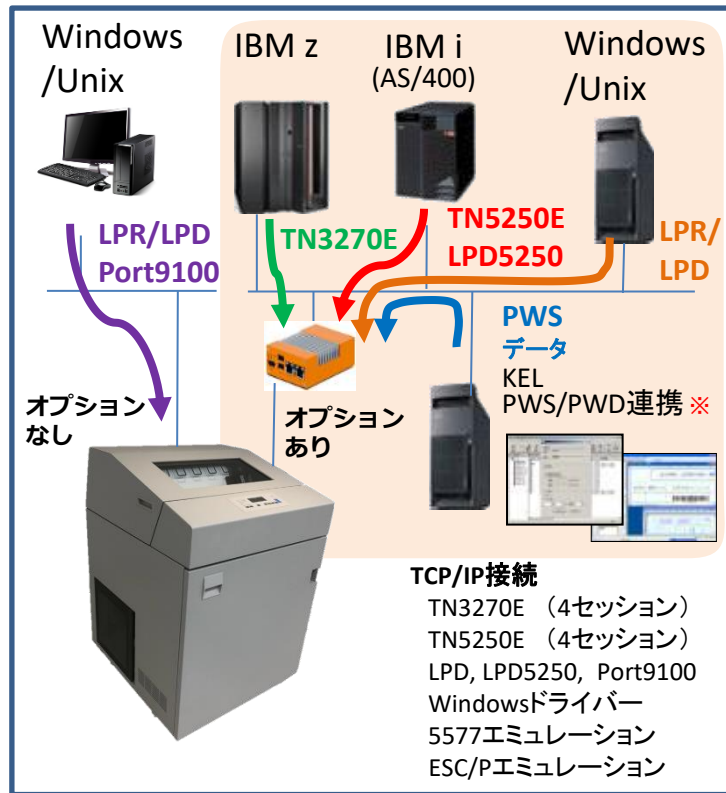 Windows
/Unix
IBM z
IBM i
(AS/400)
Windows
/Unix
LPR/LPD
Port9100
TN3270E
TN5250E
LPD5250
LPR/
LPD
PWS
データ
KEL
PWS/PWD連携 ※
オプション
なし
オプション
あり
TCP/IP接続
TN3270E （4セッション）
TN5250E （4セッション）
LPD, LPD5250, Port9100
Windowsドライバー
5577エミュレーション
ESC/Pエミュレーション